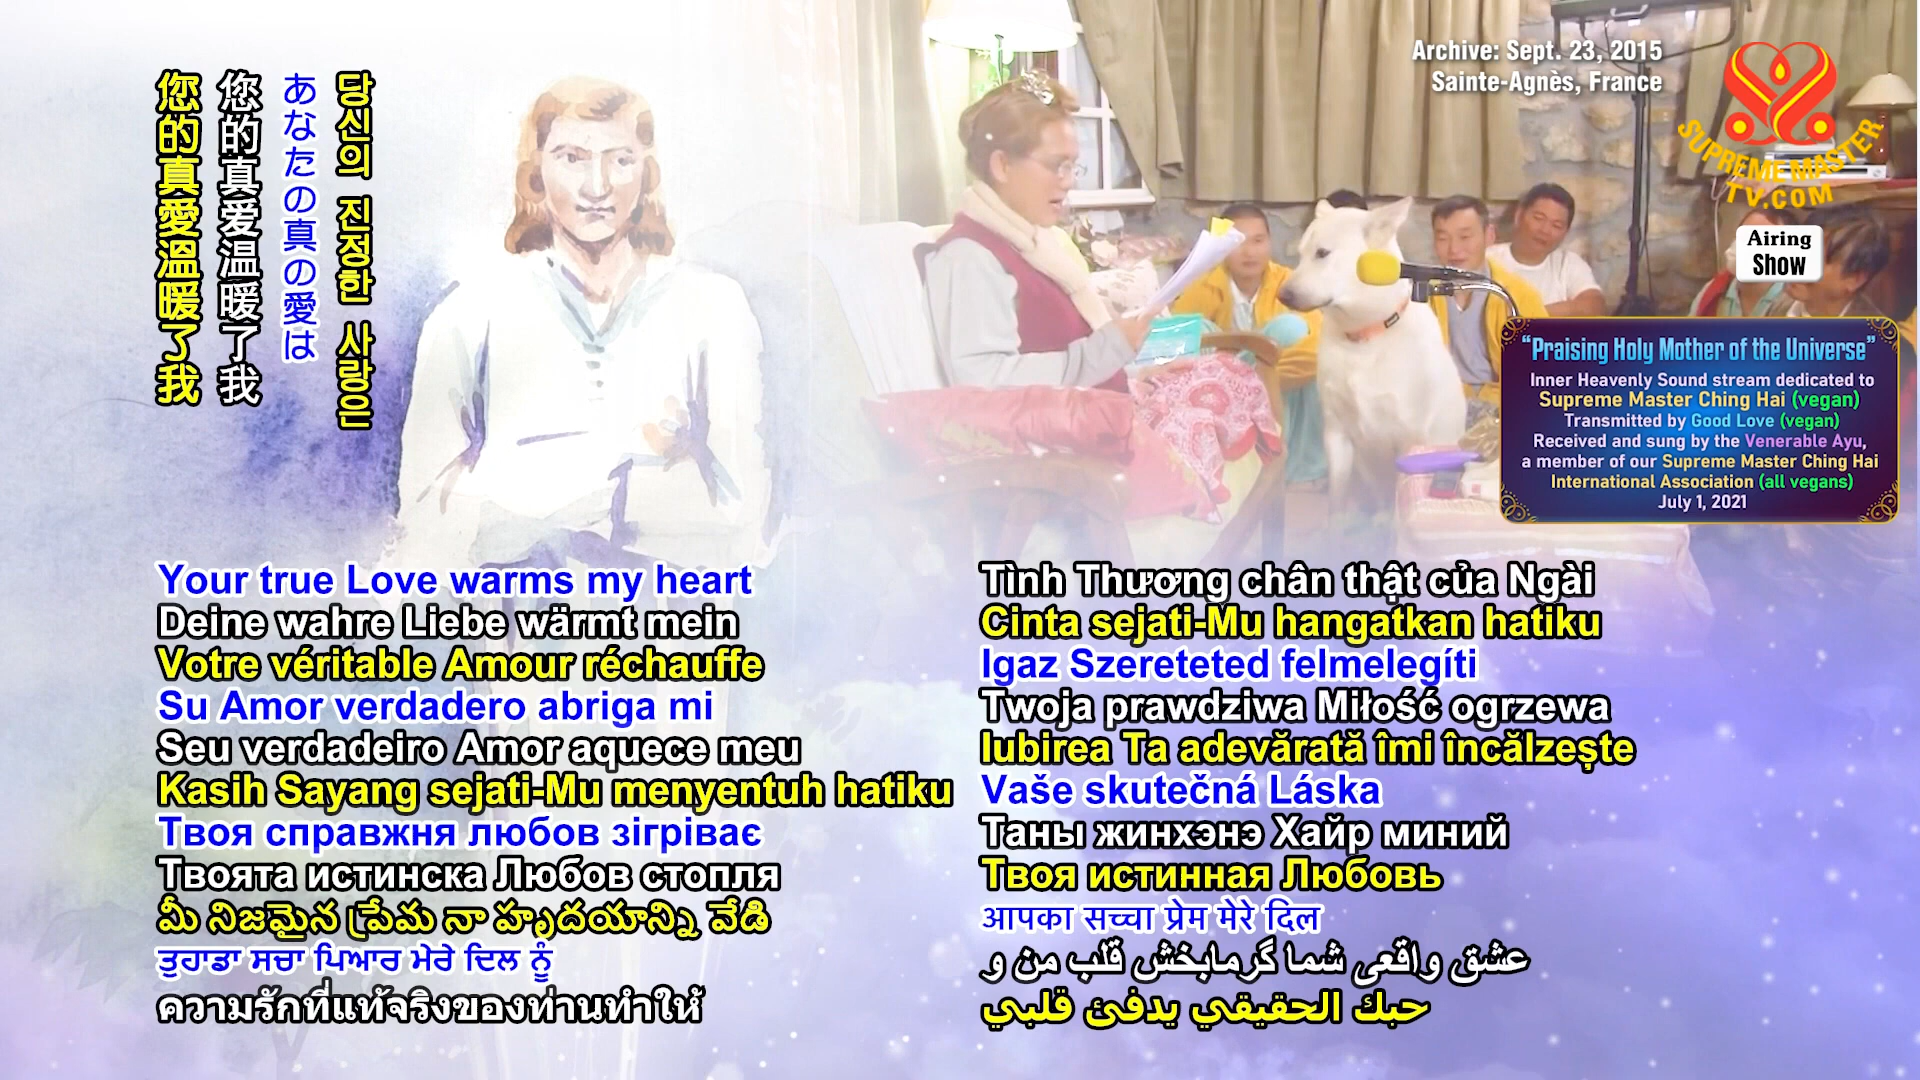 您的真愛溫暖了我
您的真爱温暖了我
あなたの真の愛は
당신의 진정한 사랑은
Archive: Sept. 23, 2015
Sainte-Agnès, France
SUPREME MASTER
TV.COM
Airing
Show
“Praising Holy Mother of the Universe”
Inner Heavenly Sound stream dedicated to
Supreme Master Ching Hai (vegan)
Transmitted by Good Love (vegan)
Received and sung by the Venerable Ayu,
a member of our Supreme Master Ching Hai
International Association (all vegans)
July 1, 2021
Your true Love warms my heart
Deine wahre Liebe wärmt mein
Votre véritable Amour réchauffe
Su Amor verdadero abriga mi
Seu verdadeiro Amor aquece meu
Kasih Sayang sejati-Mu menyentuh hatiku
Твоя справжня любов зігріває
Твоята истинска Любов стопля
మీ నిజమైన ప్రేమ నా హృదయాన్ని వేడి
ਤੁਹਾਡਾ ਸਚਾ ਪਿਆਰ ਮੇਰੇ ਦਿਲ ਨੂੰ
ความรักที่แท้จริงของท่านทำให้
Tình Thương chân thật của Ngài
Cinta sejati-Mu hangatkan hatiku
Igaz Szereteted felmelegíti
Twoja prawdziwa Miłość ogrzewa
Iubirea Ta adevărată îmi încălzește
Vaše skutečná Láska
Таны жинхэнэ Хайр миний
Твоя истинная Любовь
आपका सच्चा प्रेम मेरे दिल
عشق واقعی شما گرمابخش قلب من و
حبك الحقيقي يدفئ قلبي